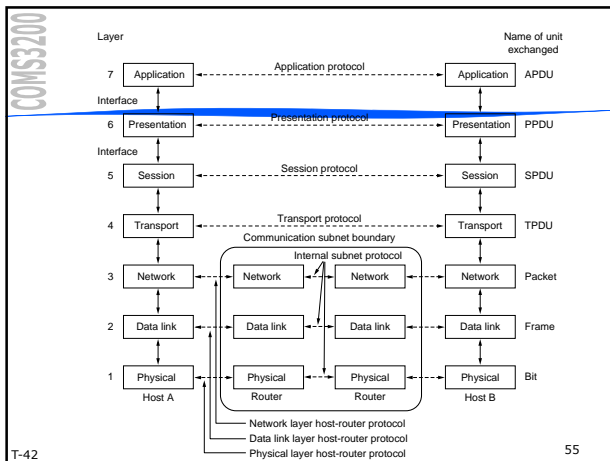 COMS3200
Layer
Name of unit
exchanged
7 Application Application protocol Application APDU
Interface
6 Presentation Presentation protocol Presentation PPDU
Interface
5 Session Session protocol Session SPDU
4 Transport Transport protocol Transport TPDU
Communication subnet boundary
Internal subnet protocol
3 Network Network Network Network Packet
2 Data link Data link Data link Data link Frame
1 Physical Physical Physical Physical Bit
Host A Router Router Host B
Network layer host-router protocol
Data link layer host-router protocol
Physical layer host-router protocol
T-42
55